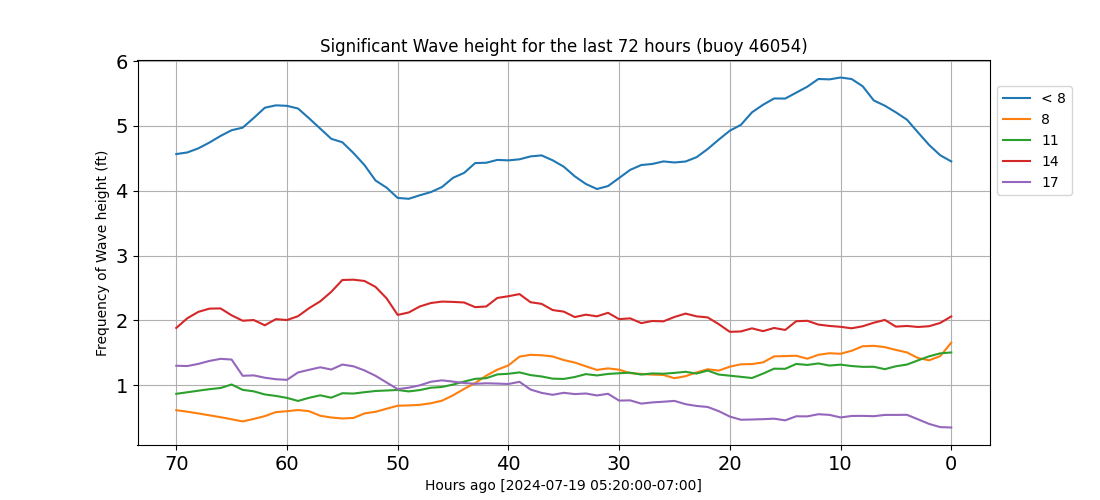 Significant Wave height for the last 72 hours (buoy 46054)
Frequency of Wave height (ft)
6
5
4
3
2
1
70 60 50 40 30 20 10 0
Hours ago [2024-07-19 05:20:00-07:00]
< 8
8
11
14
17